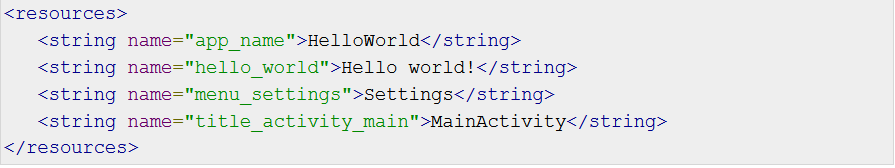 <resources>
   <string name="app_name">HelloWorld</string>
   <string name="hello_world">Hello world!</string>
   <string name="menu_settings">Settings</string>
   <string name="title_activity_main">MainActivity</string>
</resources>